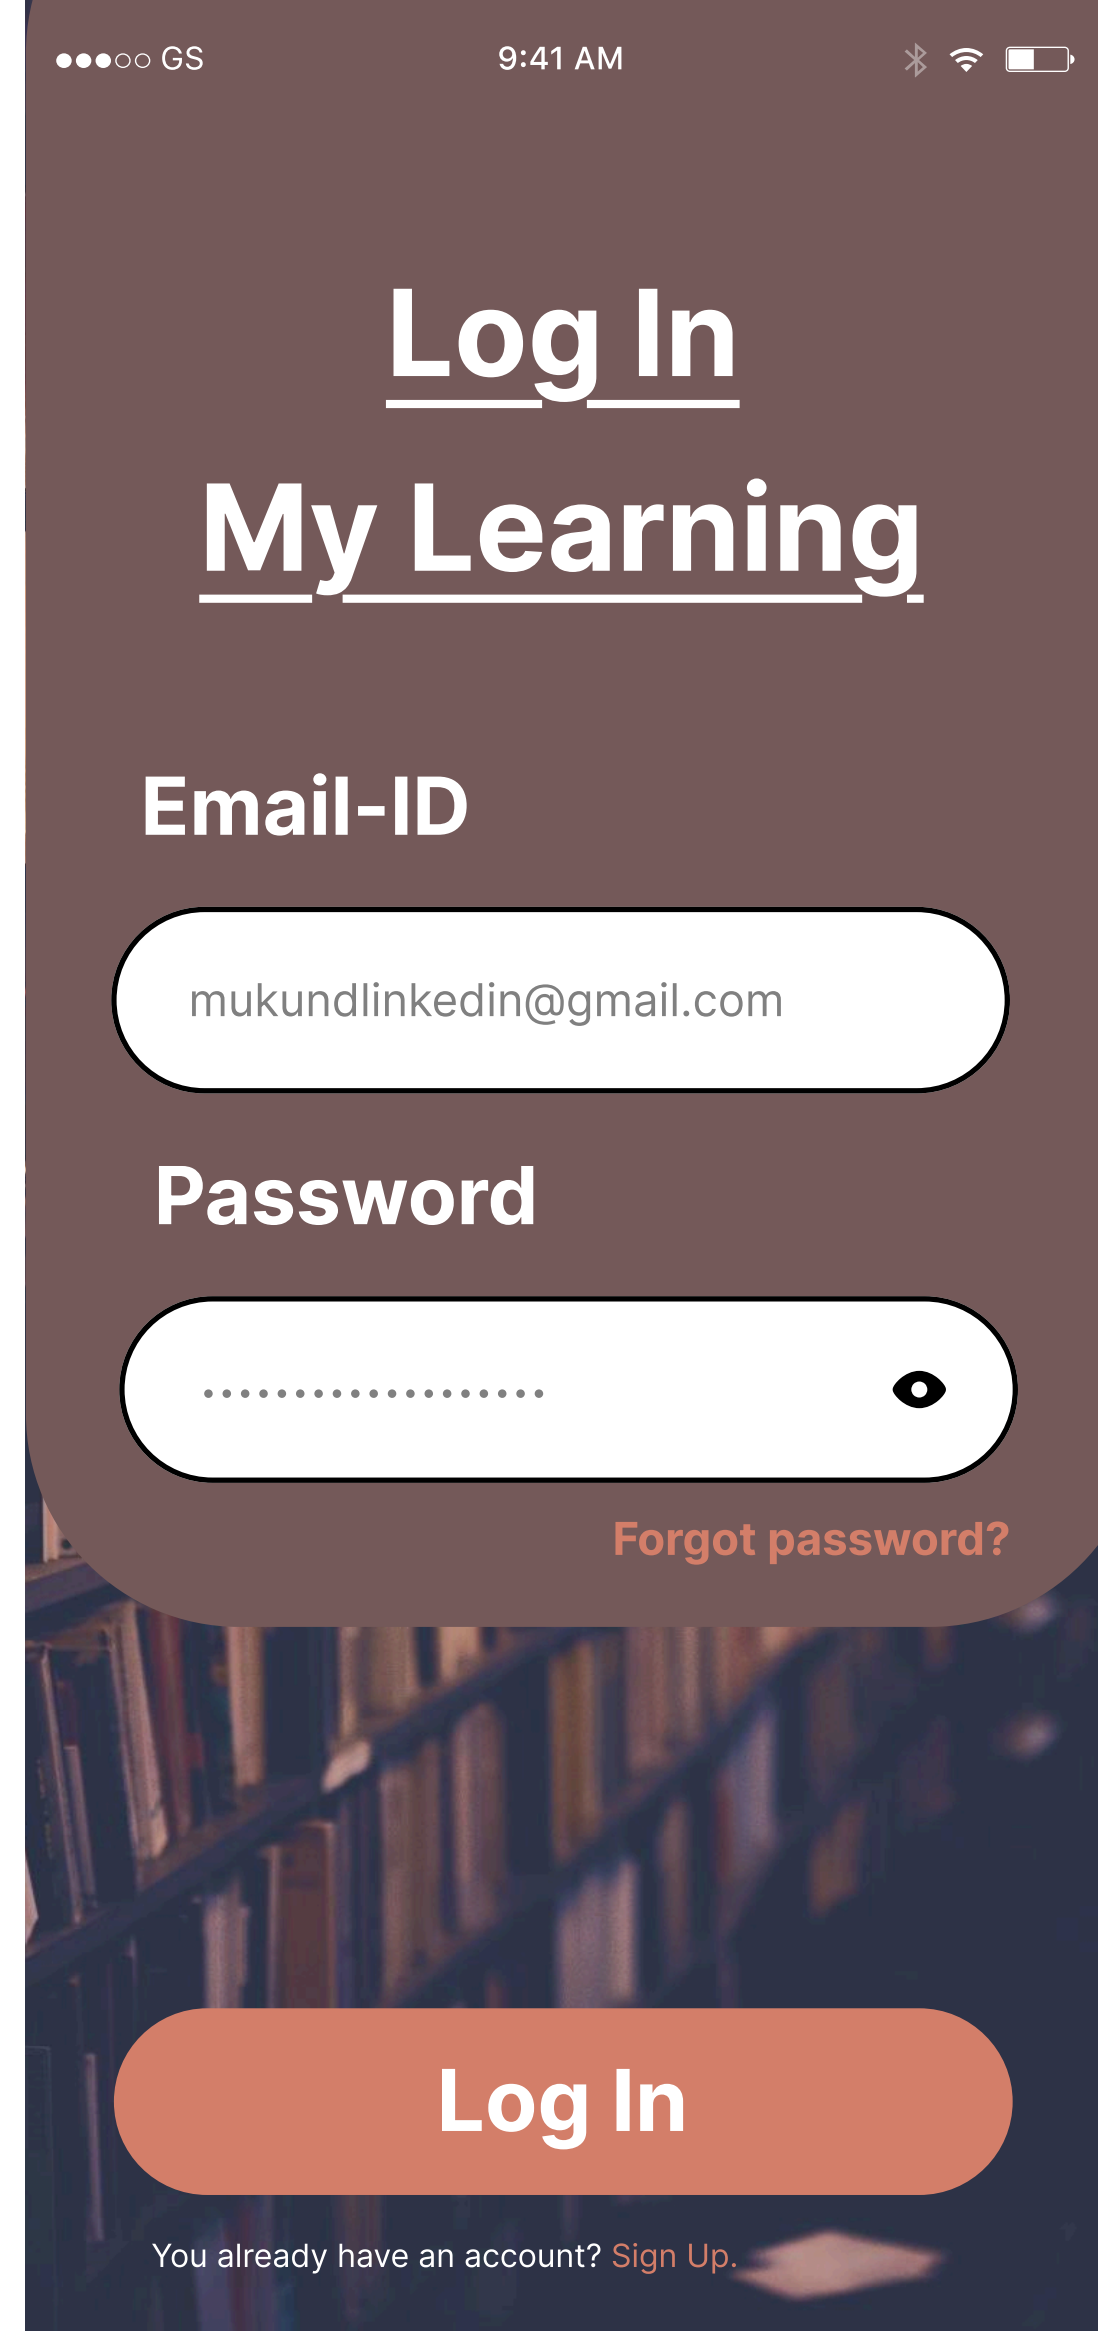 GS 9:41 AM
Log In
My Learning
Email-ID
mukundlinkedin@gmail.com
Password
Forgot password?
Log In
You already have an account? Sign Up.